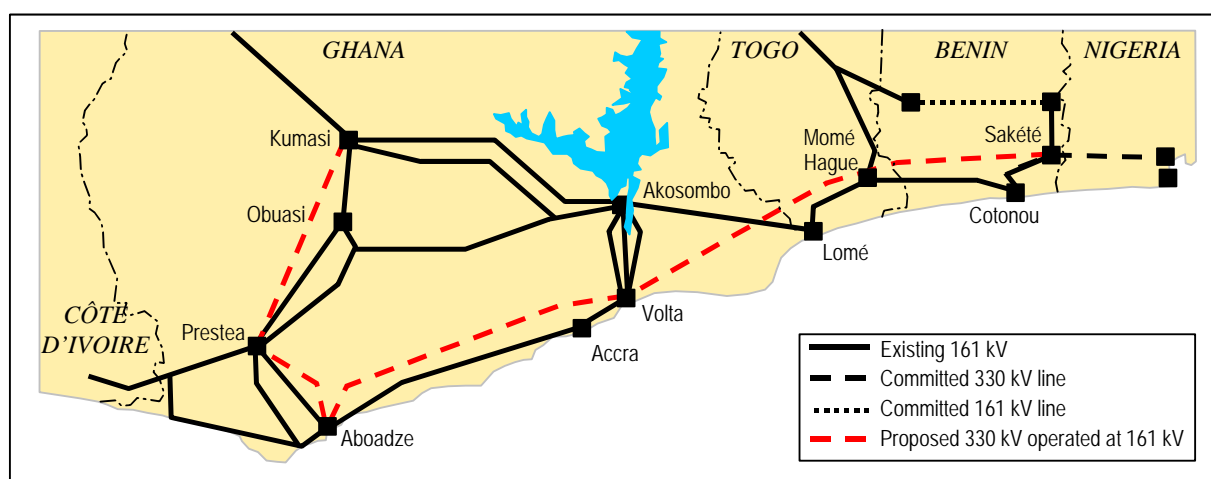 GHANA
TOGO
BENIN
NIGERIA
Kumasi
Momé
Hague
Sakété
Akosombo
Obuasi
Cotonou
Lomé
CÔTE
D'IVOIRE
Prestea
Volta
Accra
Aboadze
Existing 161 kV
Committed 330 kV line
Committed 161 kV line
Proposed 330 kV operated at 161 kV